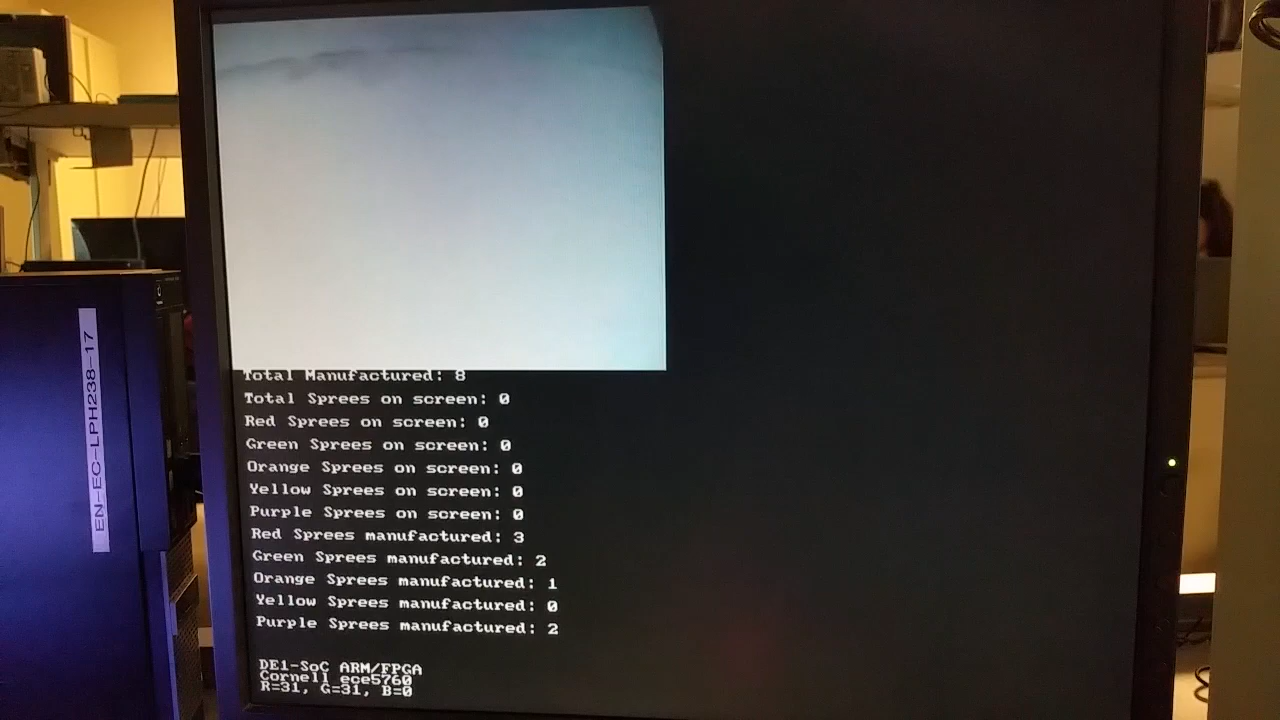 Total Manufactured: 8
Total Sprees on screen: 0
Red Sprees on screen: 0
Green Sprees on screen: 0
Orange Sprees on screen: 0
Yellow Sprees on screen: 0
Purple Sprees on screen: 0
Red Sprees manufactured: 3
Green Sprees manufactured: 2
Orange Sprees manufactured: 1
Yellow Sprees manufactured: 0
Purple Sprees manufactured: 2
DE1-SoC ARM/FPGA
Cornell ece5760
R=31, G=31, B=0
EN-EC-LPH238-17